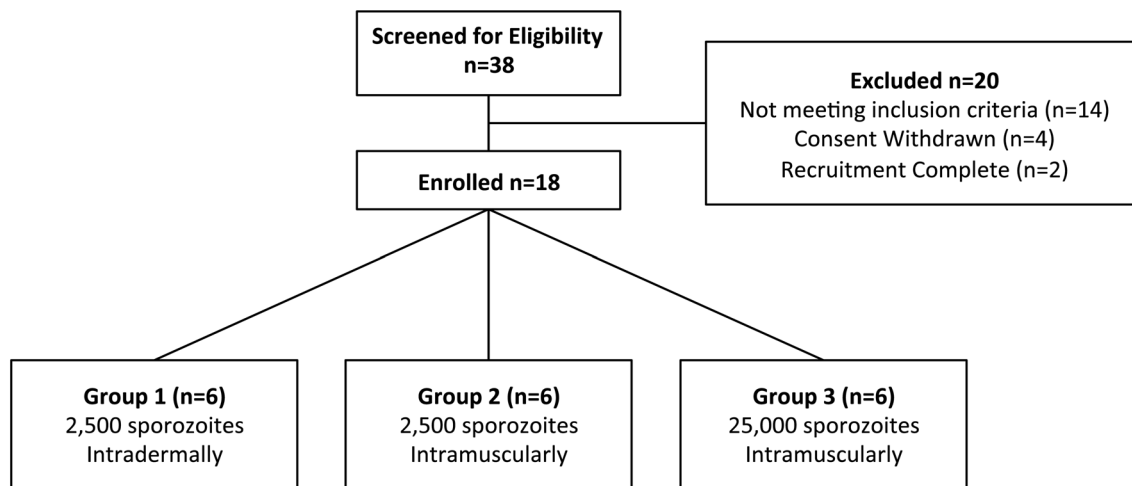 Screened for Eligibility
n=38
Excluded n=20
Not meeting inclusion criteria (n=14)
Consent Withdrawn (n=4)
Recruitment Complete (n=2)
Enrolled n=18
Group 1 (n=6)
2,500 sporozoites
Intradermally
Group 2 (n=6)
2,500 sporozoites
Intramuscularly
Group 3 (n=6)
25,000 sporozoites
Intramuscularly